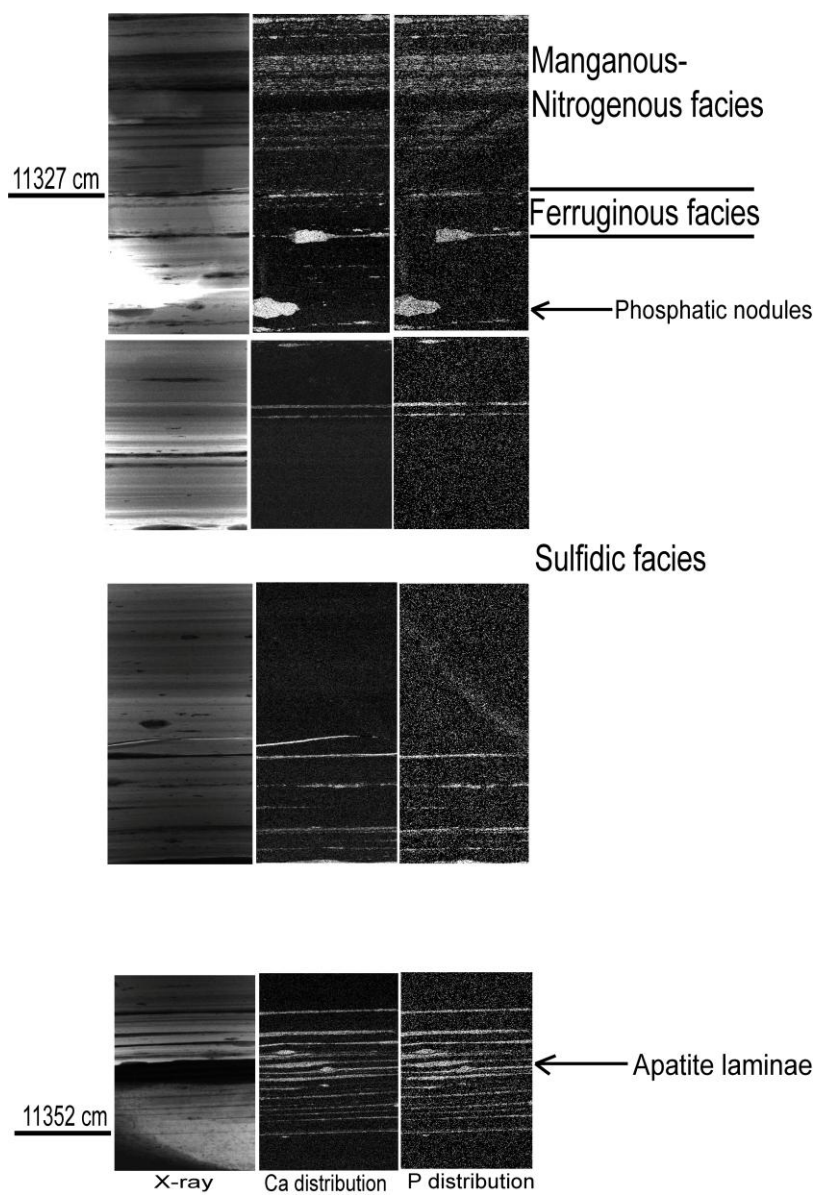 Manganous-
Nitrogenous facies
11327 cm
Ferruginous facies
Phosphatic nodules
Sulfidic facies
Apatite laminae
11352 cm
X-ray Ca distribution P distribution